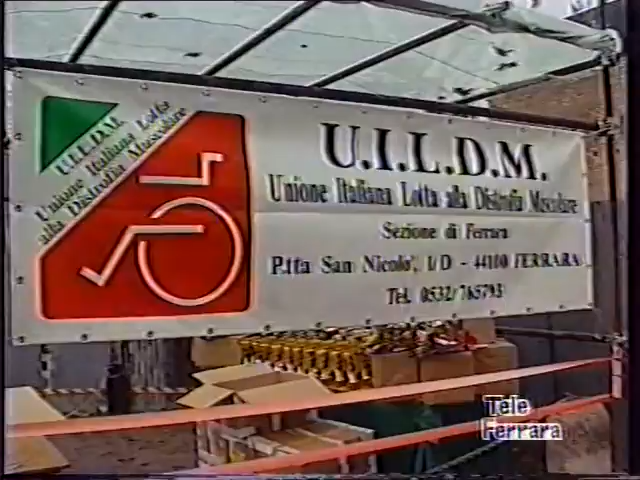 U.I.L.D.M.
Unione Italiana Lotta
alla Distrofia Muscolare
U.I.L.D.M.
Unione Italiana Lotta alla Distrofia Muscolare
Sezione di Ferrara
P.tta San Nicolo', 1/D - 44100 FERRARA
Tel. 0532/765793
Tele
Ferrara